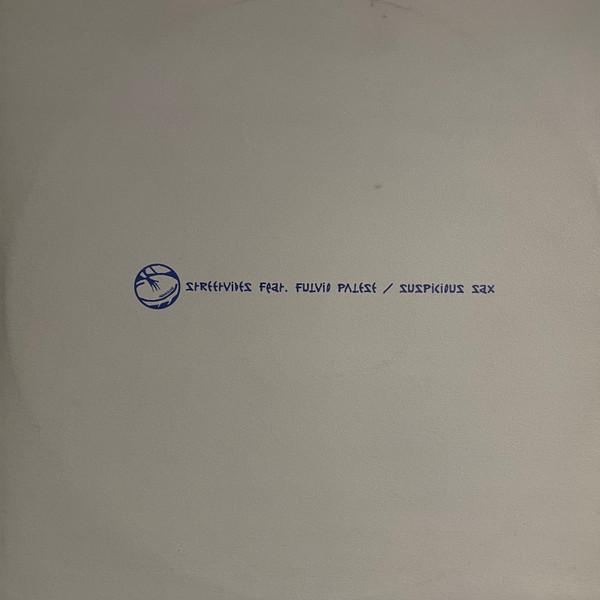 STREETVIBES FEAT. FULVIO PALESE / SUSPICIOUS SAX